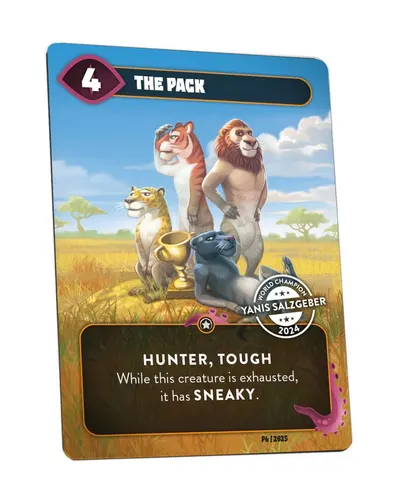 4
THE PACK
WORLD CHAMPION
YANIS SALZGEBER
2024
HUNTER, TOUGH
While this creature is exhausted,
it has SNEAKY.
P4 / 2025